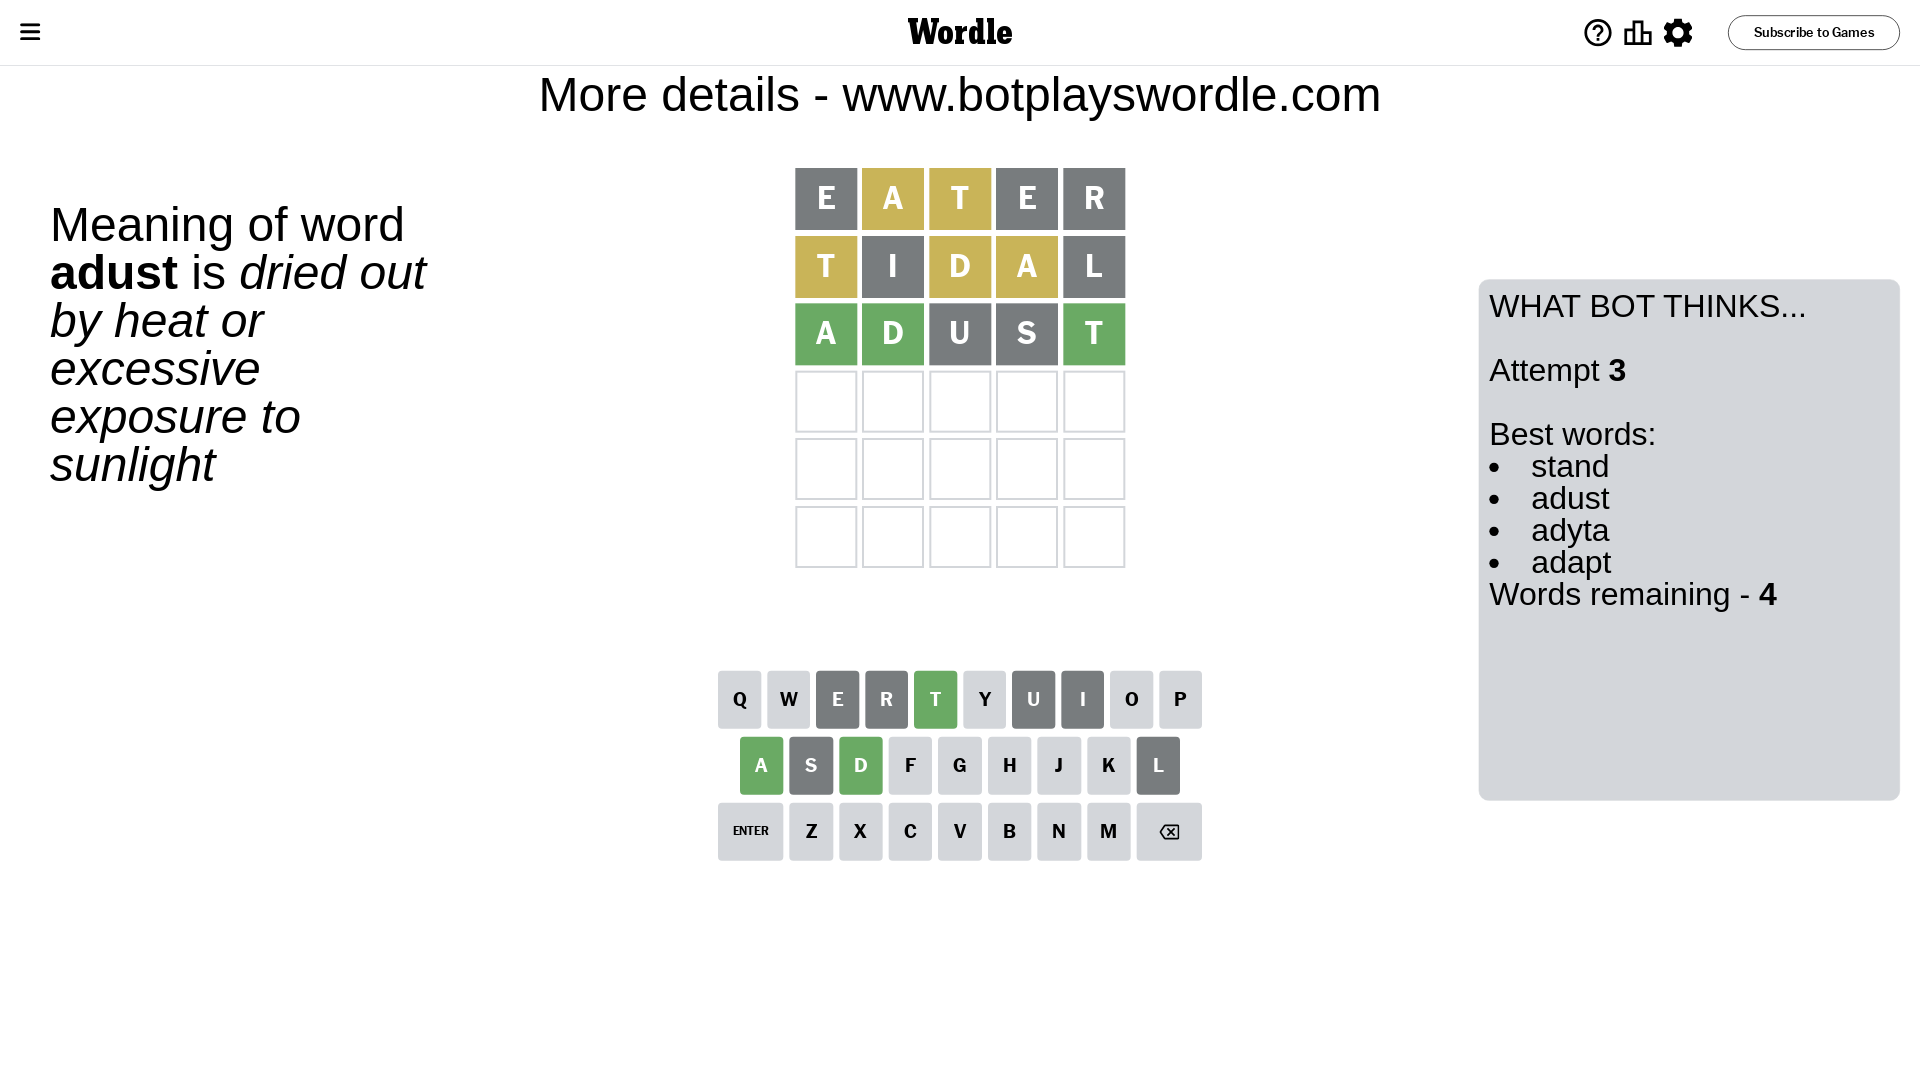 Wordle
Subscribe to Games
More details - www.botplayswordle.com
Meaning of word
adust is dried out
by heat or
excessive
exposure to
sunlight
E A T E R
T I D A L
A D U S T
WHAT BOT THINKS...
Attempt 3
Best words:
• stand
• adust
• adyta
• adapt
Words remaining - 4
Q W E R T Y U I O P
A S D F G H J K L
ENTER Z X C V B N M